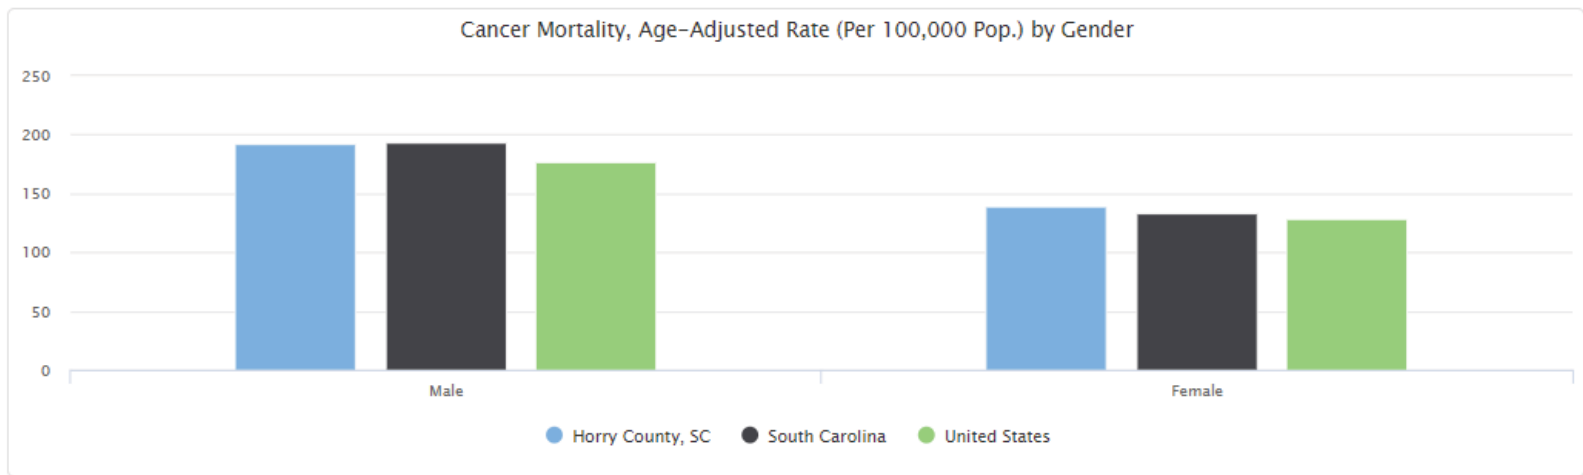 Cancer Mortality, Age-Adjusted Rate (Per 100,000 Pop.) by Gender
250
200
150
100
50
0
Male
Female
Horry County, SC
South Carolina
United States